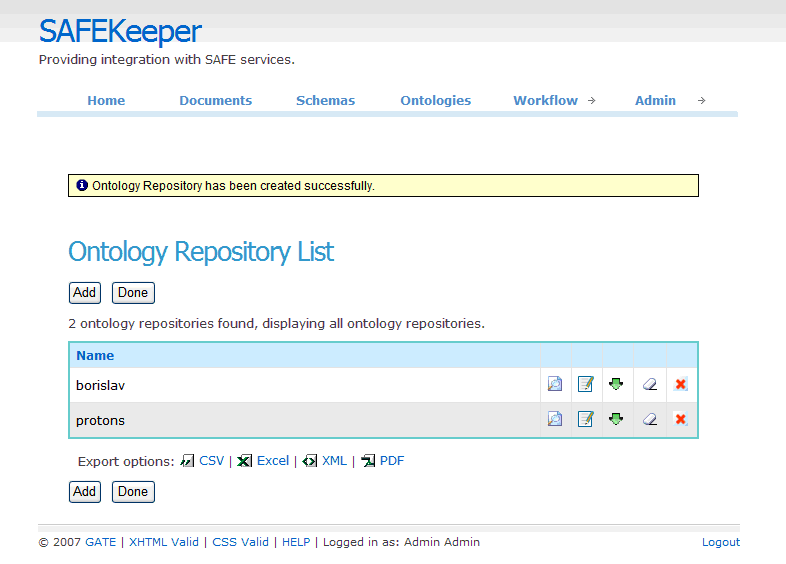 SAFEKeeper
Providing integration with SAFE services.
Home Documents Schemas Ontologies Workflow Admin
Ontology Repository has been created successfully.
Ontology Repository List
Add Done
2 ontology repositories found, displaying all ontology repositories.
Name
borislav
protons
Export options: CSV | Excel | XML | PDF
Add Done
© 2007 GATE | XHTML Valid | CSS Valid | HELP | Logged in as: Admin Admin Logout